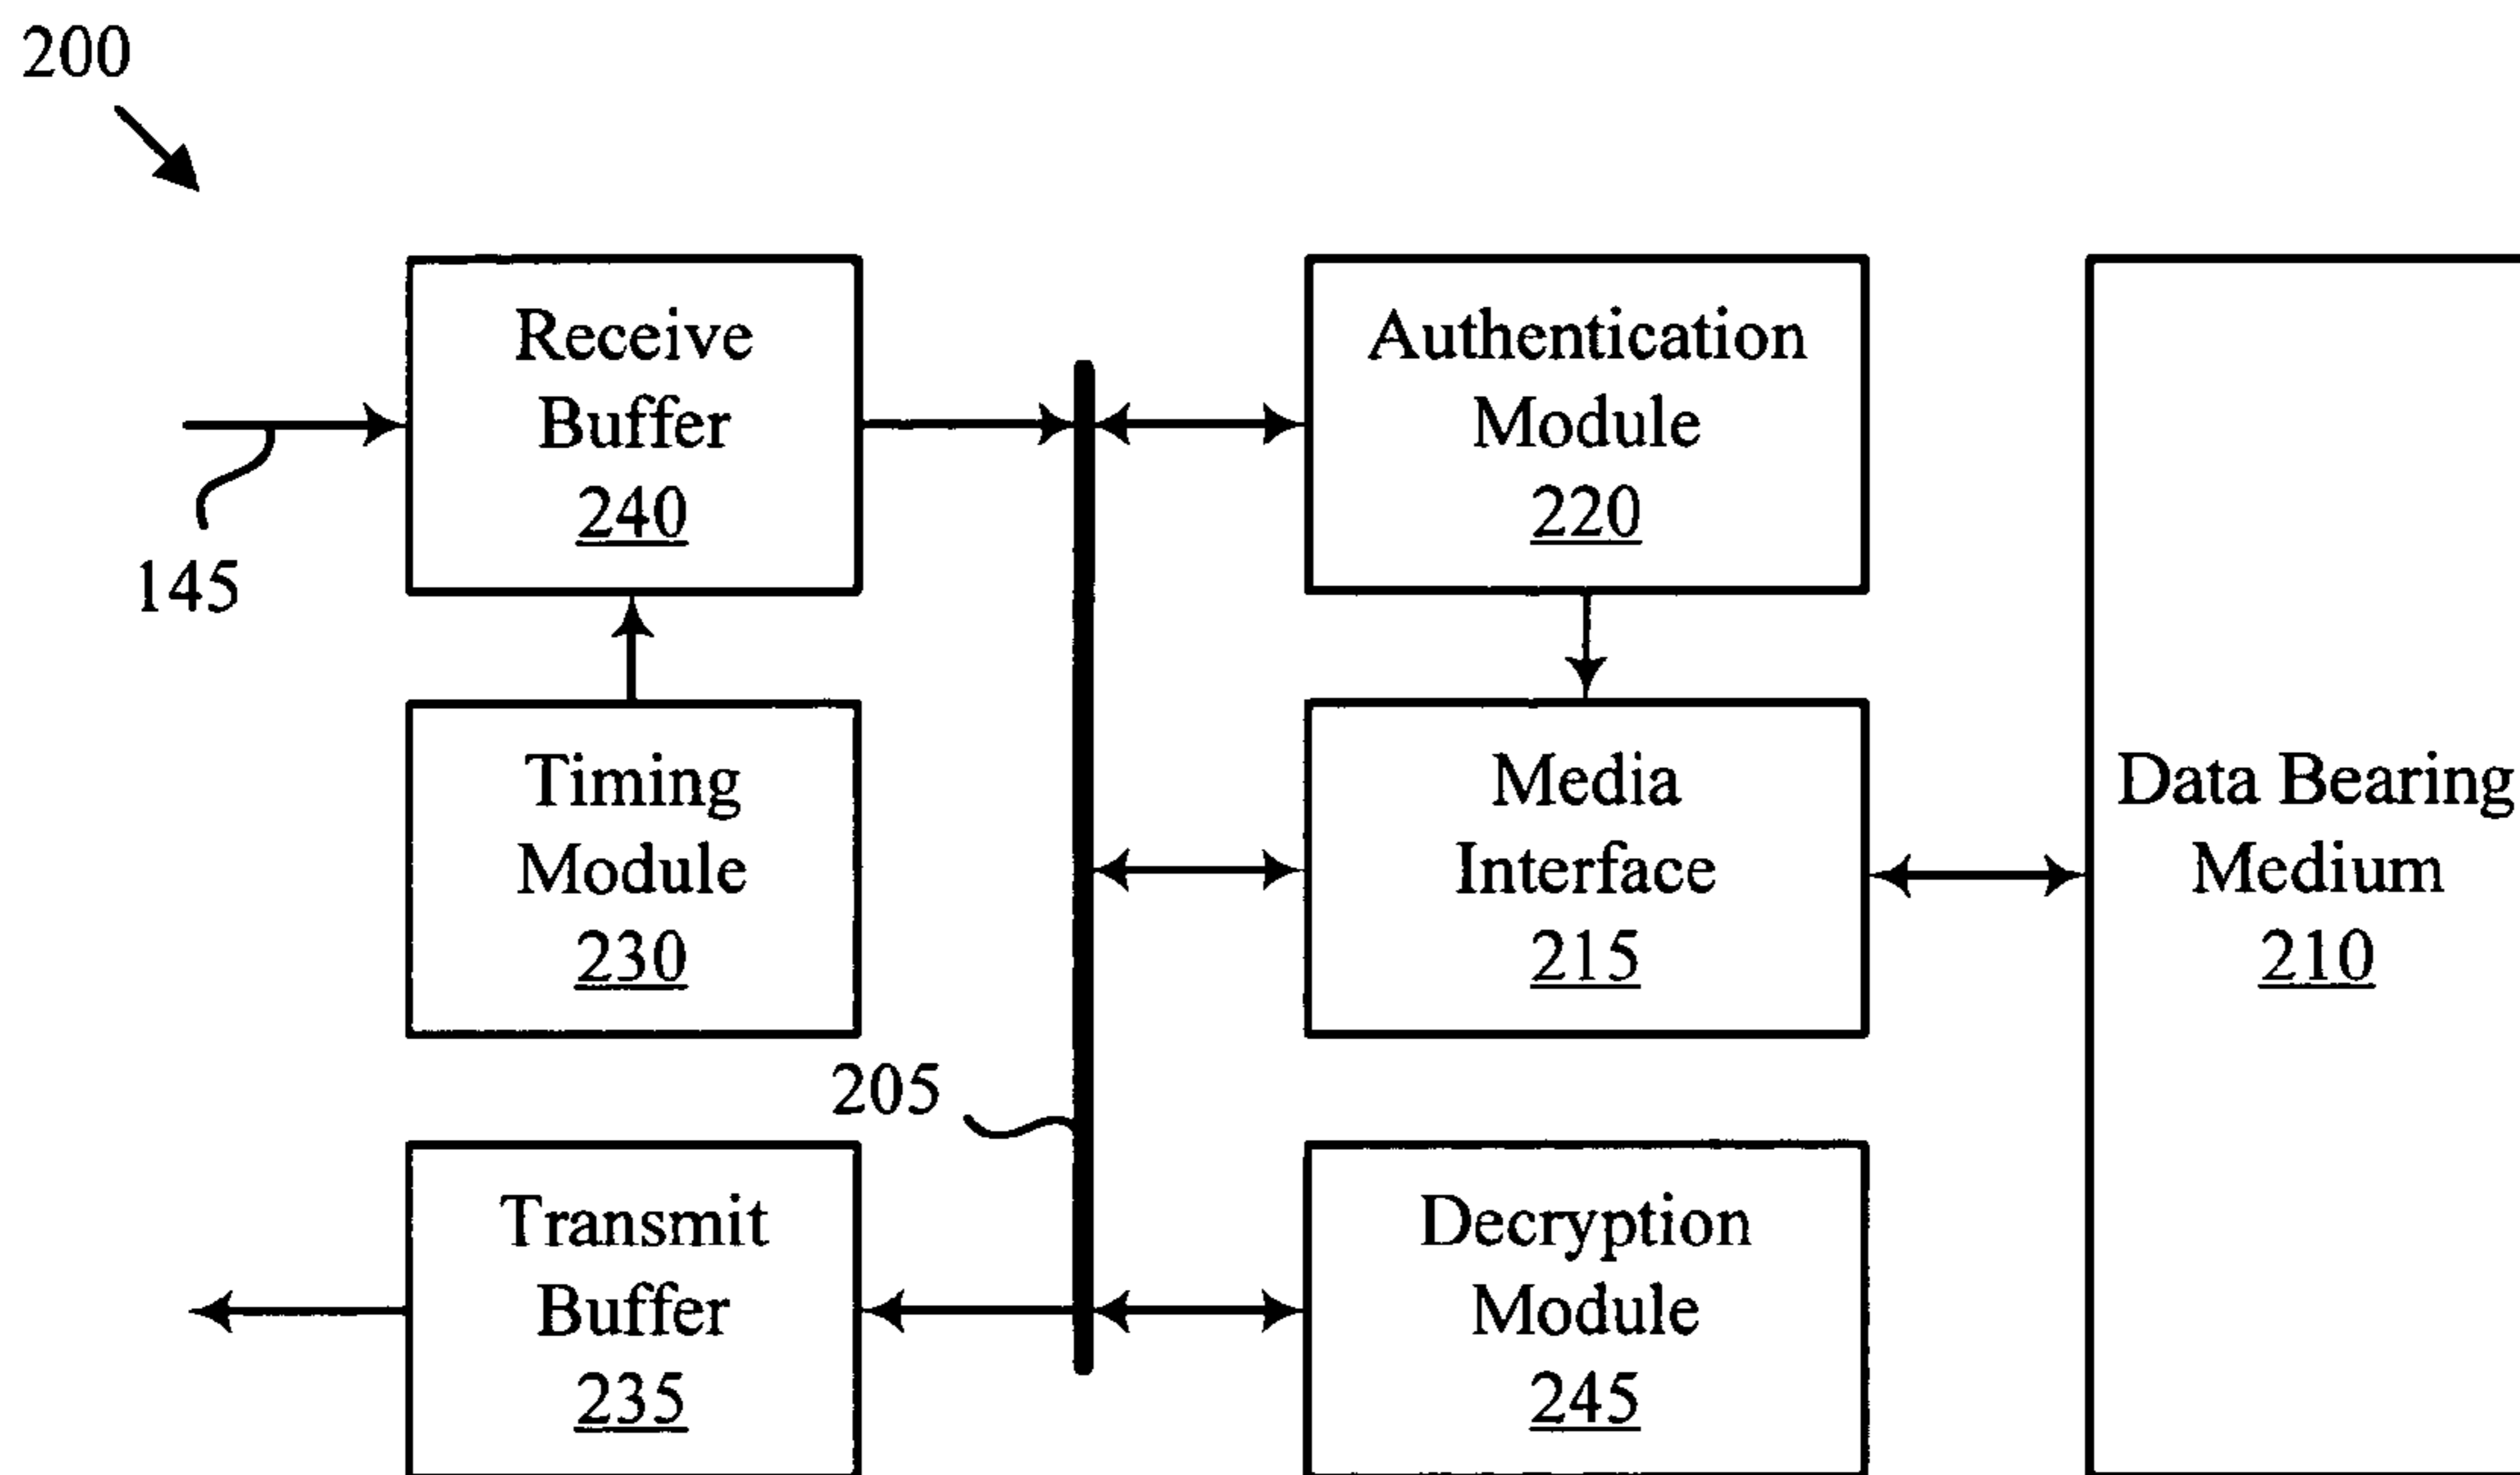 200
Receive
Buffer
240
Authentication
Module
220
145
Timing
Module
230
Media
Interface
215
Data Bearing
Medium
210
205
Transmit
Buffer
235
Decryption
Module
245